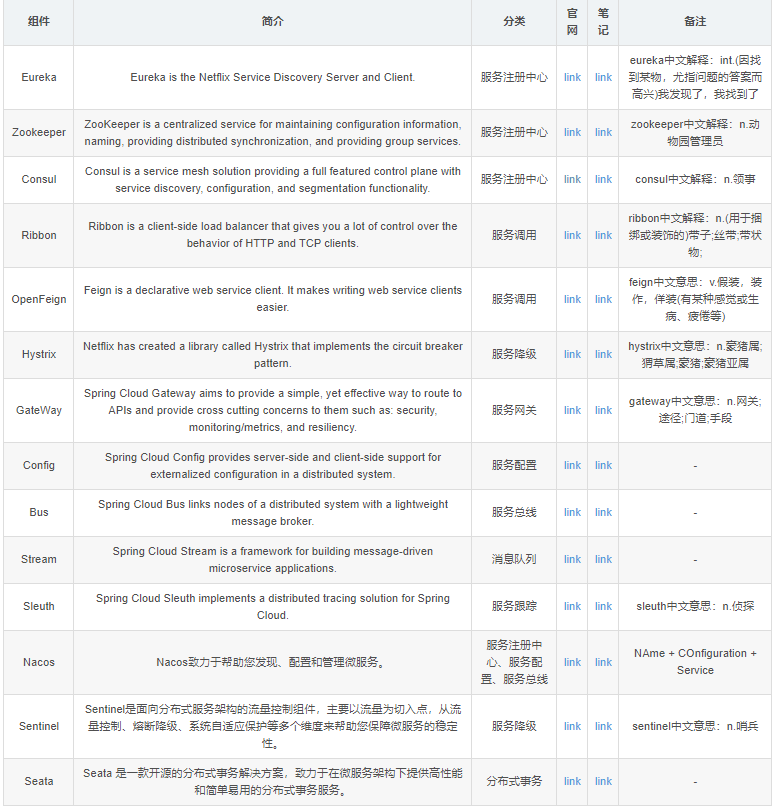 组件 简介 分类 官网 笔记 备注
Eureka Eureka is the Netflix Service Discovery Server and Client. 服务注册中心 link link eureka中文解释：int.(因找
到某物，尤指问题的答案而
高兴)我发现了，我找到了
Zookeeper ZooKeeper is a centralized service for maintaining configuration information,
naming, providing distributed synchronization, and providing group services. 服务注册中心 link link zookeeper中文解释：n.动
物园管理员
Consul Consul is a service mesh solution providing a full featured control plane with
service discovery, configuration, and segmentation functionality. 服务注册中心 link link consul中文解释：n.领事
Ribbon Ribbon is a client-side load balancer that gives you a lot of control over the
behavior of HTTP and TCP clients. 服务调用 link link ribbon中文解释：n.(用于捆
绑或装饰的)带子;丝带;带状
物;
OpenFeign Feign is a declarative web service client. It makes writing web service clients
easier. 服务调用 link link feign中文意思：v.假装，装
作，佯装(有某种感觉或生
病、疲倦等)
Hystrix Netflix has created a library called Hystrix that implements the circuit breaker
pattern. 服务降级 link link hystrix中文意思：n.豪猪属;
猬草属;豪猪;豪猪亚属
GateWay Spring Cloud Gateway aims to provide a simple, yet effective way to route to
APIs and provide cross cutting concerns to them such as: security,
monitoring/metrics, and resiliency. 服务网关 link link gateway中文意思：n.网关;
途径;门道;手段
Config Spring Cloud Config provides server-side and client-side support for
externalized configuration in a distributed system. 服务配置 link link -
Bus Spring Cloud Bus links nodes of a distributed system with a lightweight
message broker. 服务总线 link link -
Stream Spring Cloud Stream is a framework for building message-driven
microservice applications. 消息队列 link link -
Sleuth Spring Cloud Sleuth implements a distributed tracing solution for Spring
Cloud. 服务跟踪 link link sleuth中文意思：n.侦探
Nacos Nacos致力于帮助您发现、配置和管理微服务。 服务注册中
心、服务配
置、服务总线 link link NAme + COnfiguration +
Service
Sentinel Sentinel是面向分布式服务架构的流量控制组件，主要以流量为切入点，从流
量控制、熔断降级、系统自适应保护等多个维度来帮助您保障微服务的稳定
性。 服务降级 link link sentinel中文意思：n.哨兵
Seata Seata 是一款开源的分布式事务解决方案，致力于在微服务架构下提供高性能
和简单易用的分布式事务服务。 分布式事务 link link -